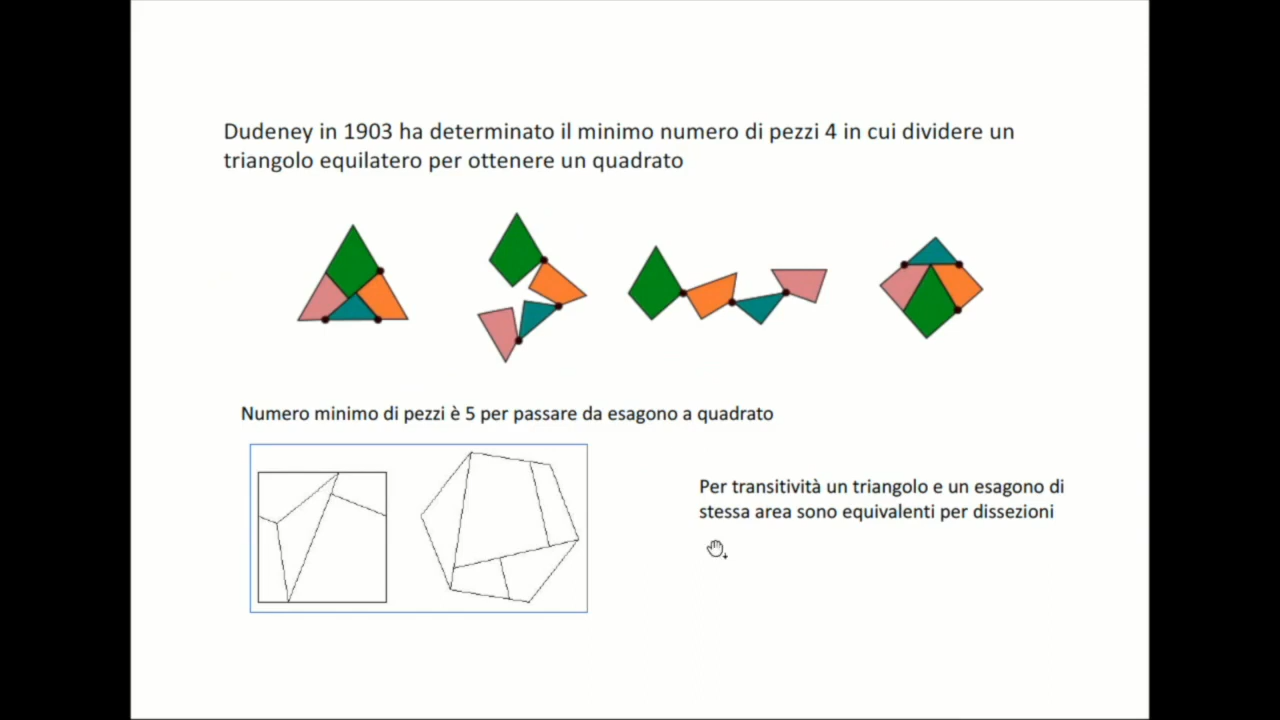 Dudeney in 1903 ha determinato il minimo numero di pezzi 4 in cui dividere un
triangolo equilatero per ottenere un quadrato
Numero minimo di pezzi è 5 per passare da esagono a quadrato
Per transitività un triangolo e un esagono di
stessa area sono equivalenti per dissezioni